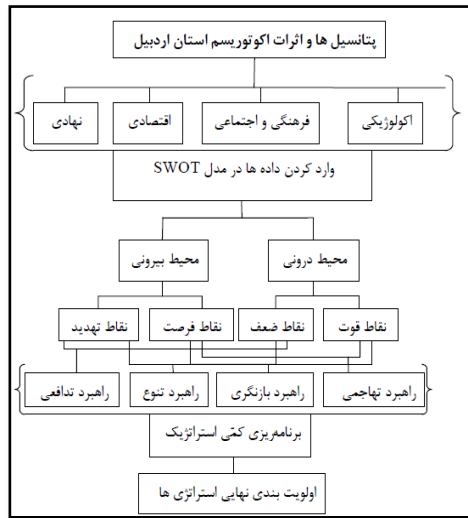 پتانسیل ها و اثرات اکوتوریسم استان اردبیل
اکولوژیکی
فرهنگی و اجتماعی
اقتصادی
نهادی
وارد کردن داده ها در مدل SWOT
محیط درونی
محیط بیرونی
نقاط قوت
نقاط ضعف
نقاط فرصت
نقاط تهدید
راهبرد تهاجمی
راهبرد بازنگری
راهبرد تنوع
راهبرد تدافعی
برنامه‌ریزی کمّی استراتژیک
اولویت بندی نهایی استراتژی ها